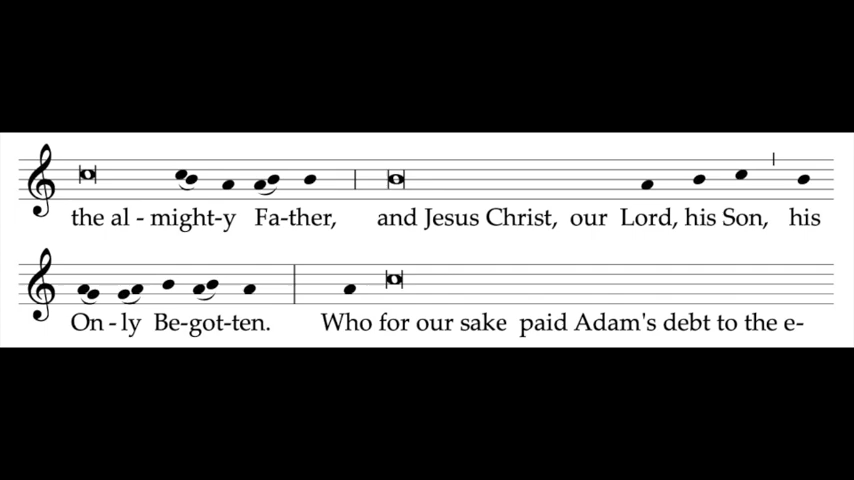 the al - might-y Fa-ther, and Jesus Christ, our Lord, his Son, his
On - ly Be-got-ten. Who for our sake paid Adam's debt to the e-